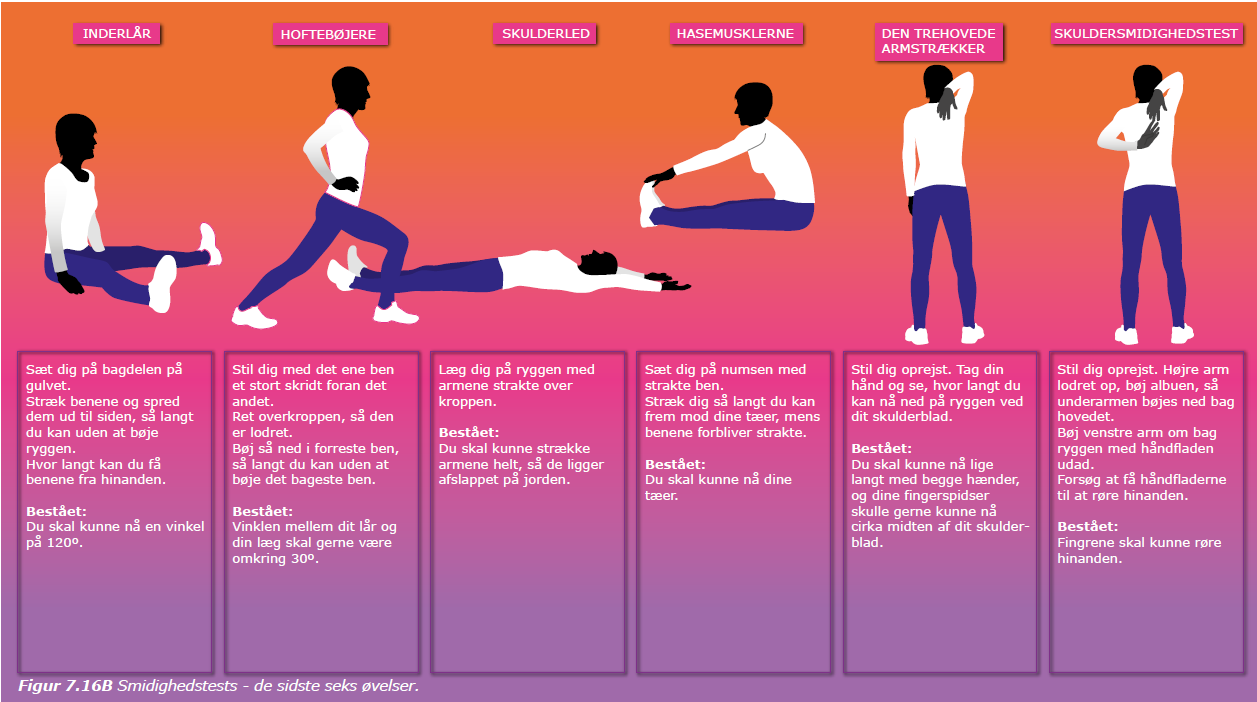 INDERLÅR
HOFTEBØJERE
SKULDERLED
HASEMUSKLERNE
DEN TREHOVEDE
ARMSTRÆKKER
SKULDERSMIDIGHEDSTEST
Sæt dig på bagdelen på
gulvet.
Stræk benene og spred
dem ud til siden, så langt
du kan uden at bøje
ryggen.
Hvor langt kan du få
benene fra hinanden.
Bestået:
Du skal kunne nå en vinkel
på 120º.
Stil dig med det ene ben
et stort skridt foran det
andet.
Ret overkroppen, så den
er lodret.
Bøj så ned i forreste ben,
så langt du kan uden at
bøje det bageste ben.
Bestået:
Vinklen mellem dit lår og
din læg skal gerne være
omkring 30º.
Læg dig på ryggen med
armene strakte over
kroppen.
Bestået:
Du skal kunne strække
armene helt, så de ligger
afslappet på jorden.
Sæt dig på numsen med
strakte ben.
Stræk dig så langt du kan
frem mod dine tæer, mens
benene forbliver strakte.
Bestået:
Du skal kunne nå dine
tæer.
Stil dig oprejst. Tag din
hånd og se, hvor langt du
kan nå ned på ryggen ved
dit skulderblad.
Bestået:
Du skal kunne nå lige
langt med begge hænder,
og dine fingerspidser
skulle gerne kunne nå
cirka midten af dit skulder-
blad.
Stil dig oprejst. Højre arm
lodret op, bøj albuen, så
underarmen bøjes ned bag
hovedet.
Bøj venstre arm om bag
ryggen med håndfladen
udad.
Forsøg at få håndfladerne
til at røre hinanden.
Bestået:
Fingrene skal kunne røre
hinanden.
Figur 7.16B Smidighedstests - de sidste seks øvelser.